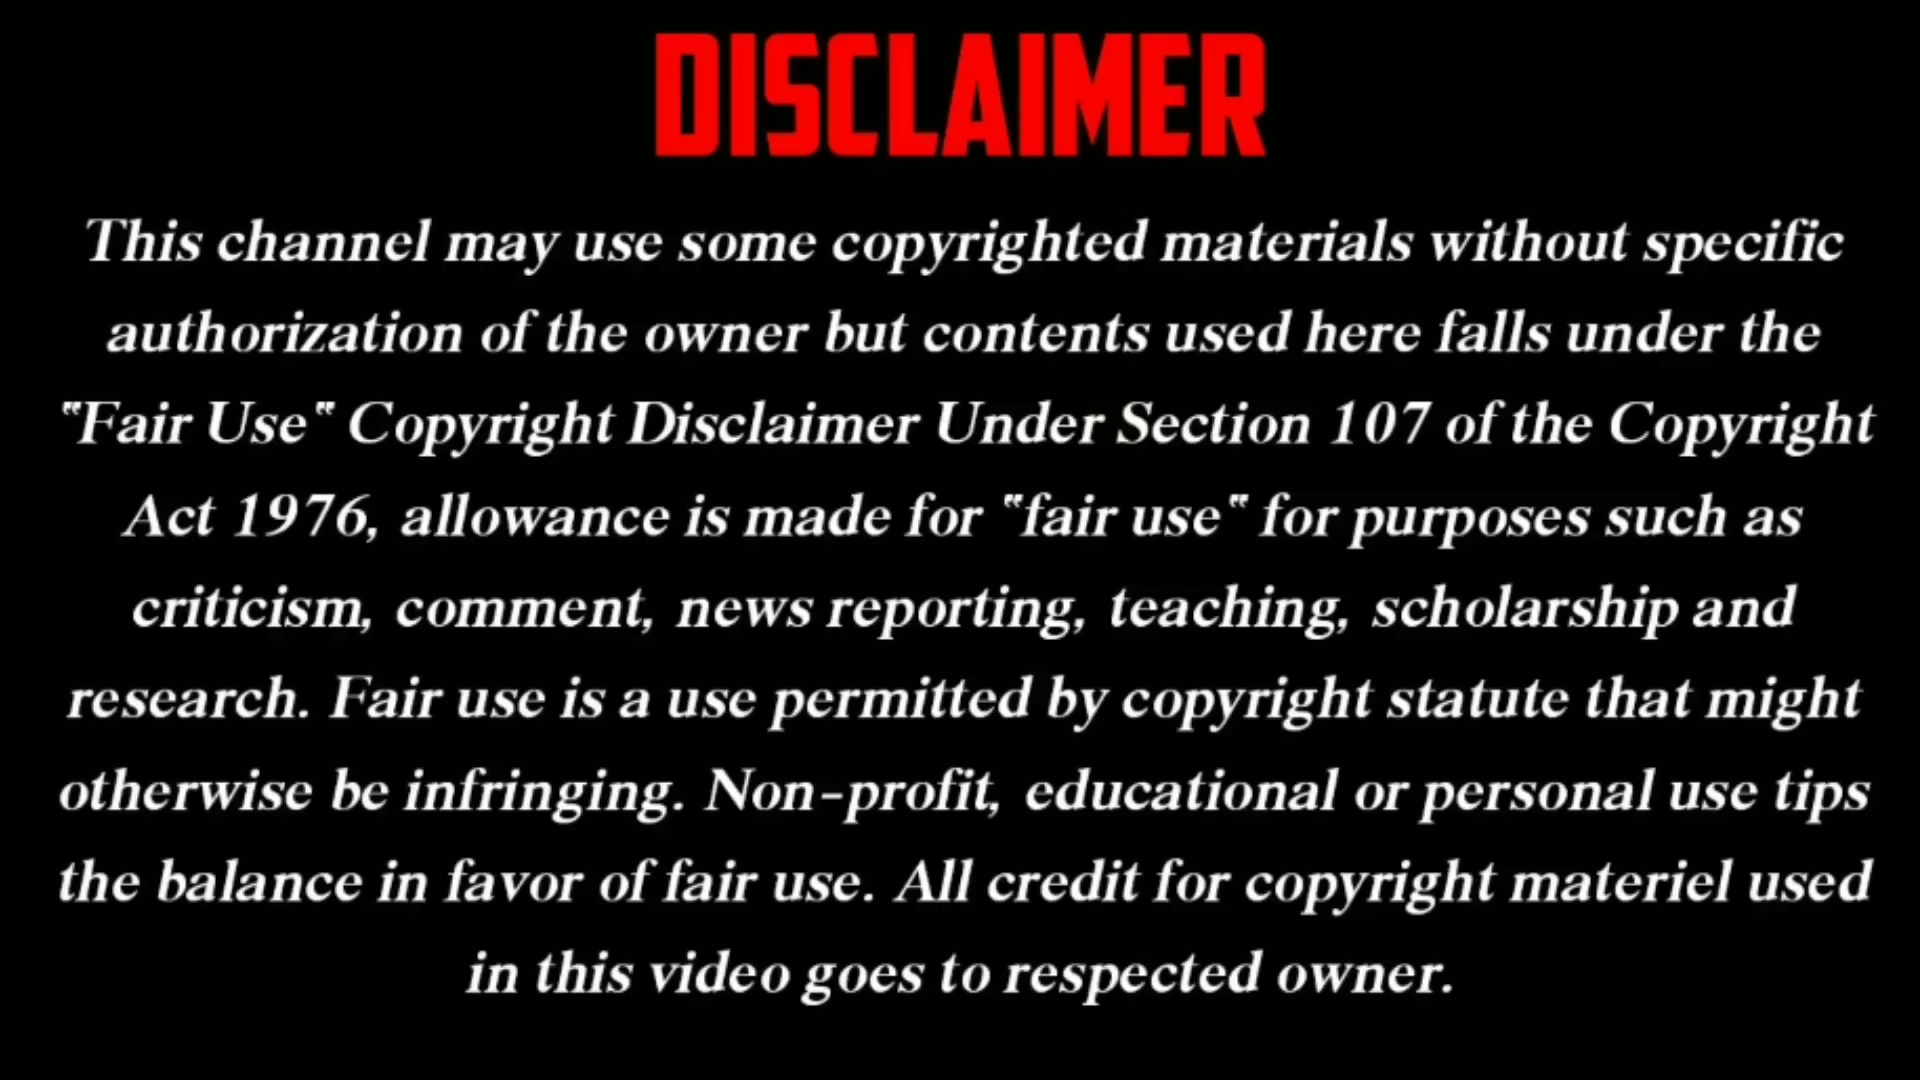 DISCLAIMER
This channel may use some copyrighted materials without specific
authorization of the owner but contents used here falls under the
"Fair Use" Copyright Disclaimer Under Section 107 of the Copyright
Act 1976, allowance is made for "fair use" for purposes such as
criticism, comment, news reporting, teaching, scholarship and
research. Fair use is a use permitted by copyright statute that might
otherwise be infringing. Non-profit, educational or personal use tips
the balance in favor of fair use. All credit for copyright materiel used
in this video goes to respected owner.